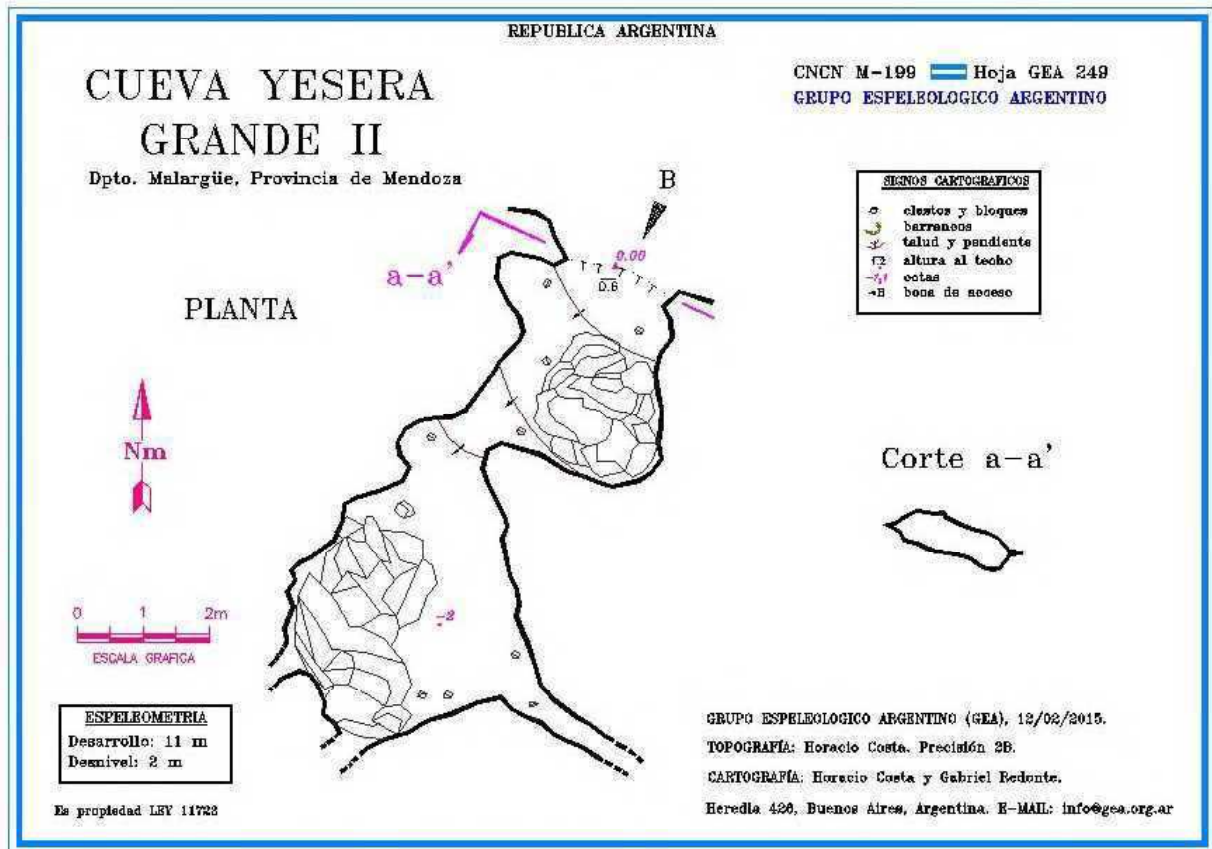 REPUBLICA ARGENTINA
CUEVA YESERA
GRANDE II
Dpto. Malargüe, Provincia de Mendoza
CNCN M-199 Hoja GEA 249
GRUPO ESPELEOLOGICO ARGENTINO
SIGNOS CARTOGRAFICOS
clastos y bloques
barrancos
talud y pendiente
altura al techo
cotas
B boca de acceso
B
0.00
0.6
a-a'
PLANTA
Nm
Corte a-a'
-2
0 1 2m
ESCALA GRAFICA
ESPELEOMETRIA
Desarrollo: 11 m
Desnivel: 2 m
Es propiedad LEY 11723
GRUPO ESPELEOLOGICO ARGENTINO (GEA), 12/02/2015.
TOPOGRAFÍA: Horacio Costa. Precisión 2B.
CARTOGRAFÍA: Horacio Costa y Gabriel Redonte.
Heredia 426, Buenos Aires, Argentina. E-MAIL: info@gea.org.ar